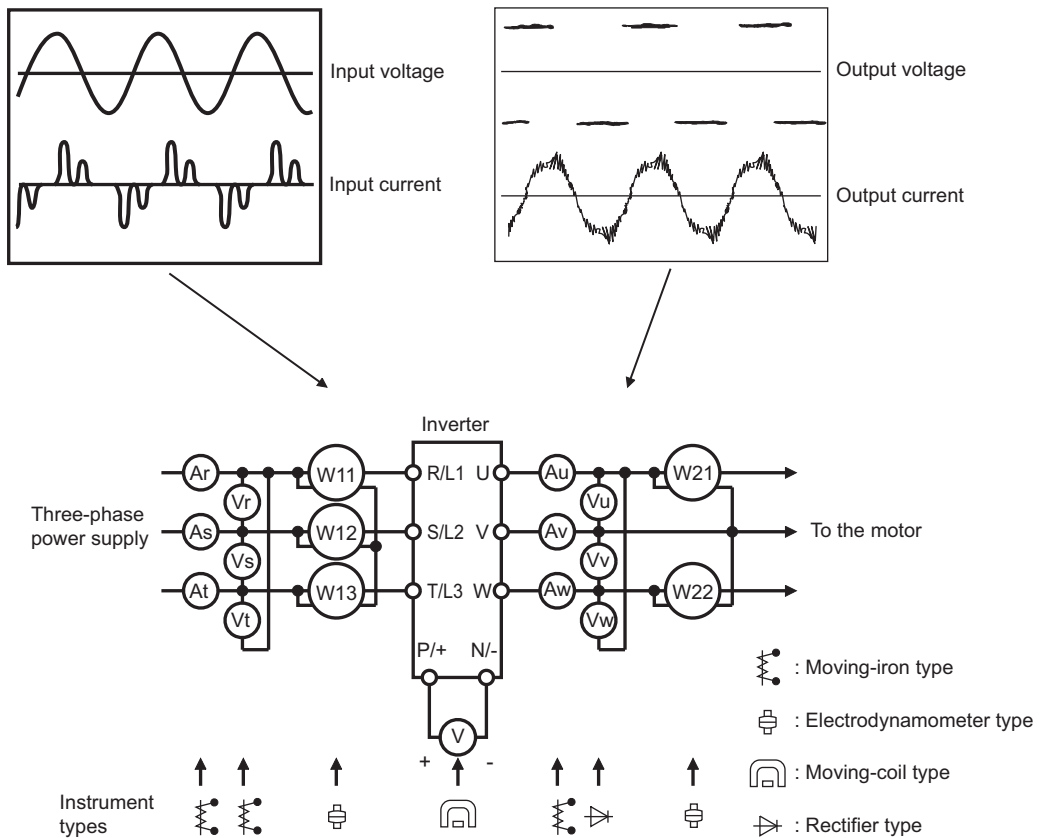 Input voltage
Input current
Output voltage
Output current
Inverter
Three-phase
power supply
Ar
As
At
Vr
Vs
Vt
W11
W12
W13
R/L1
S/L2
T/L3
U
V
W
P/+
N/-
Au
Av
Aw
Vu
Vv
Vw
W21
W22
To the motor
V
+
-
: Moving-iron type
: Electrodynamometer type
: Moving-coil type
: Rectifier type
Instrument
types